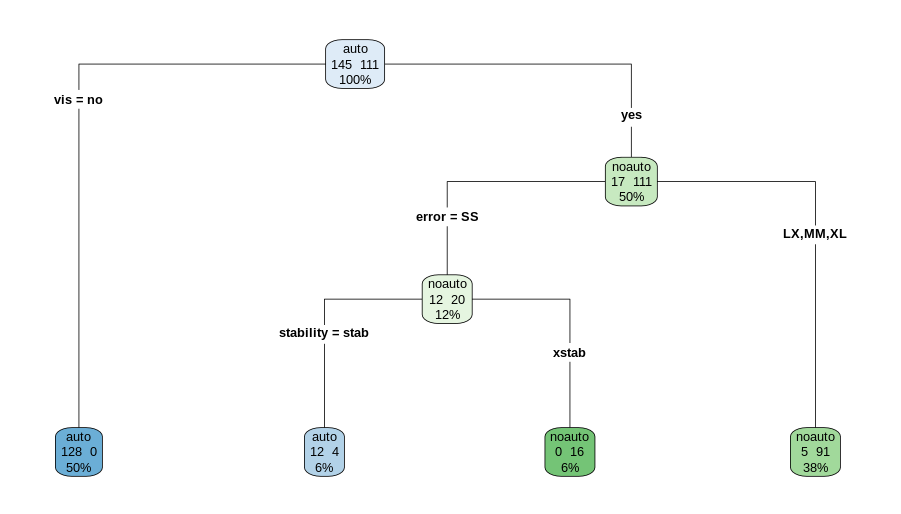 auto
145 111
100%
vis = no
yes
noauto
17 111
50%
error = SS
LX,MM,XL
noauto
12 20
12%
stability = stab
xstab
auto
128 0
50%
auto
12 4
6%
noauto
0 16
6%
noauto
5 91
38%